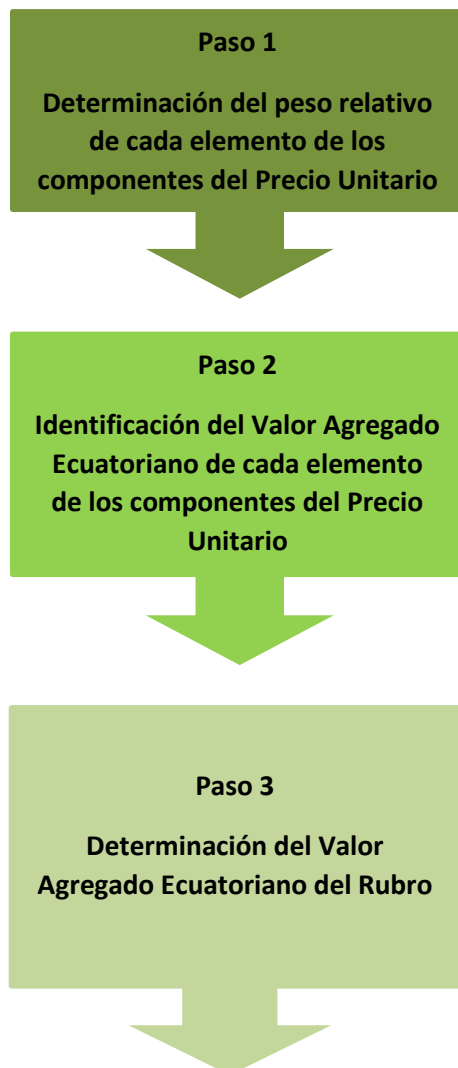 Paso 1
Determinación del peso relativo
de cada elemento de los
componentes del Precio Unitario
Paso 2
Identificación del Valor Agregado
Ecuatoriano de cada elemento
de los componentes del Precio
Unitario
Paso 3
Determinación del Valor
Agregado Ecuatoriano del Rubro